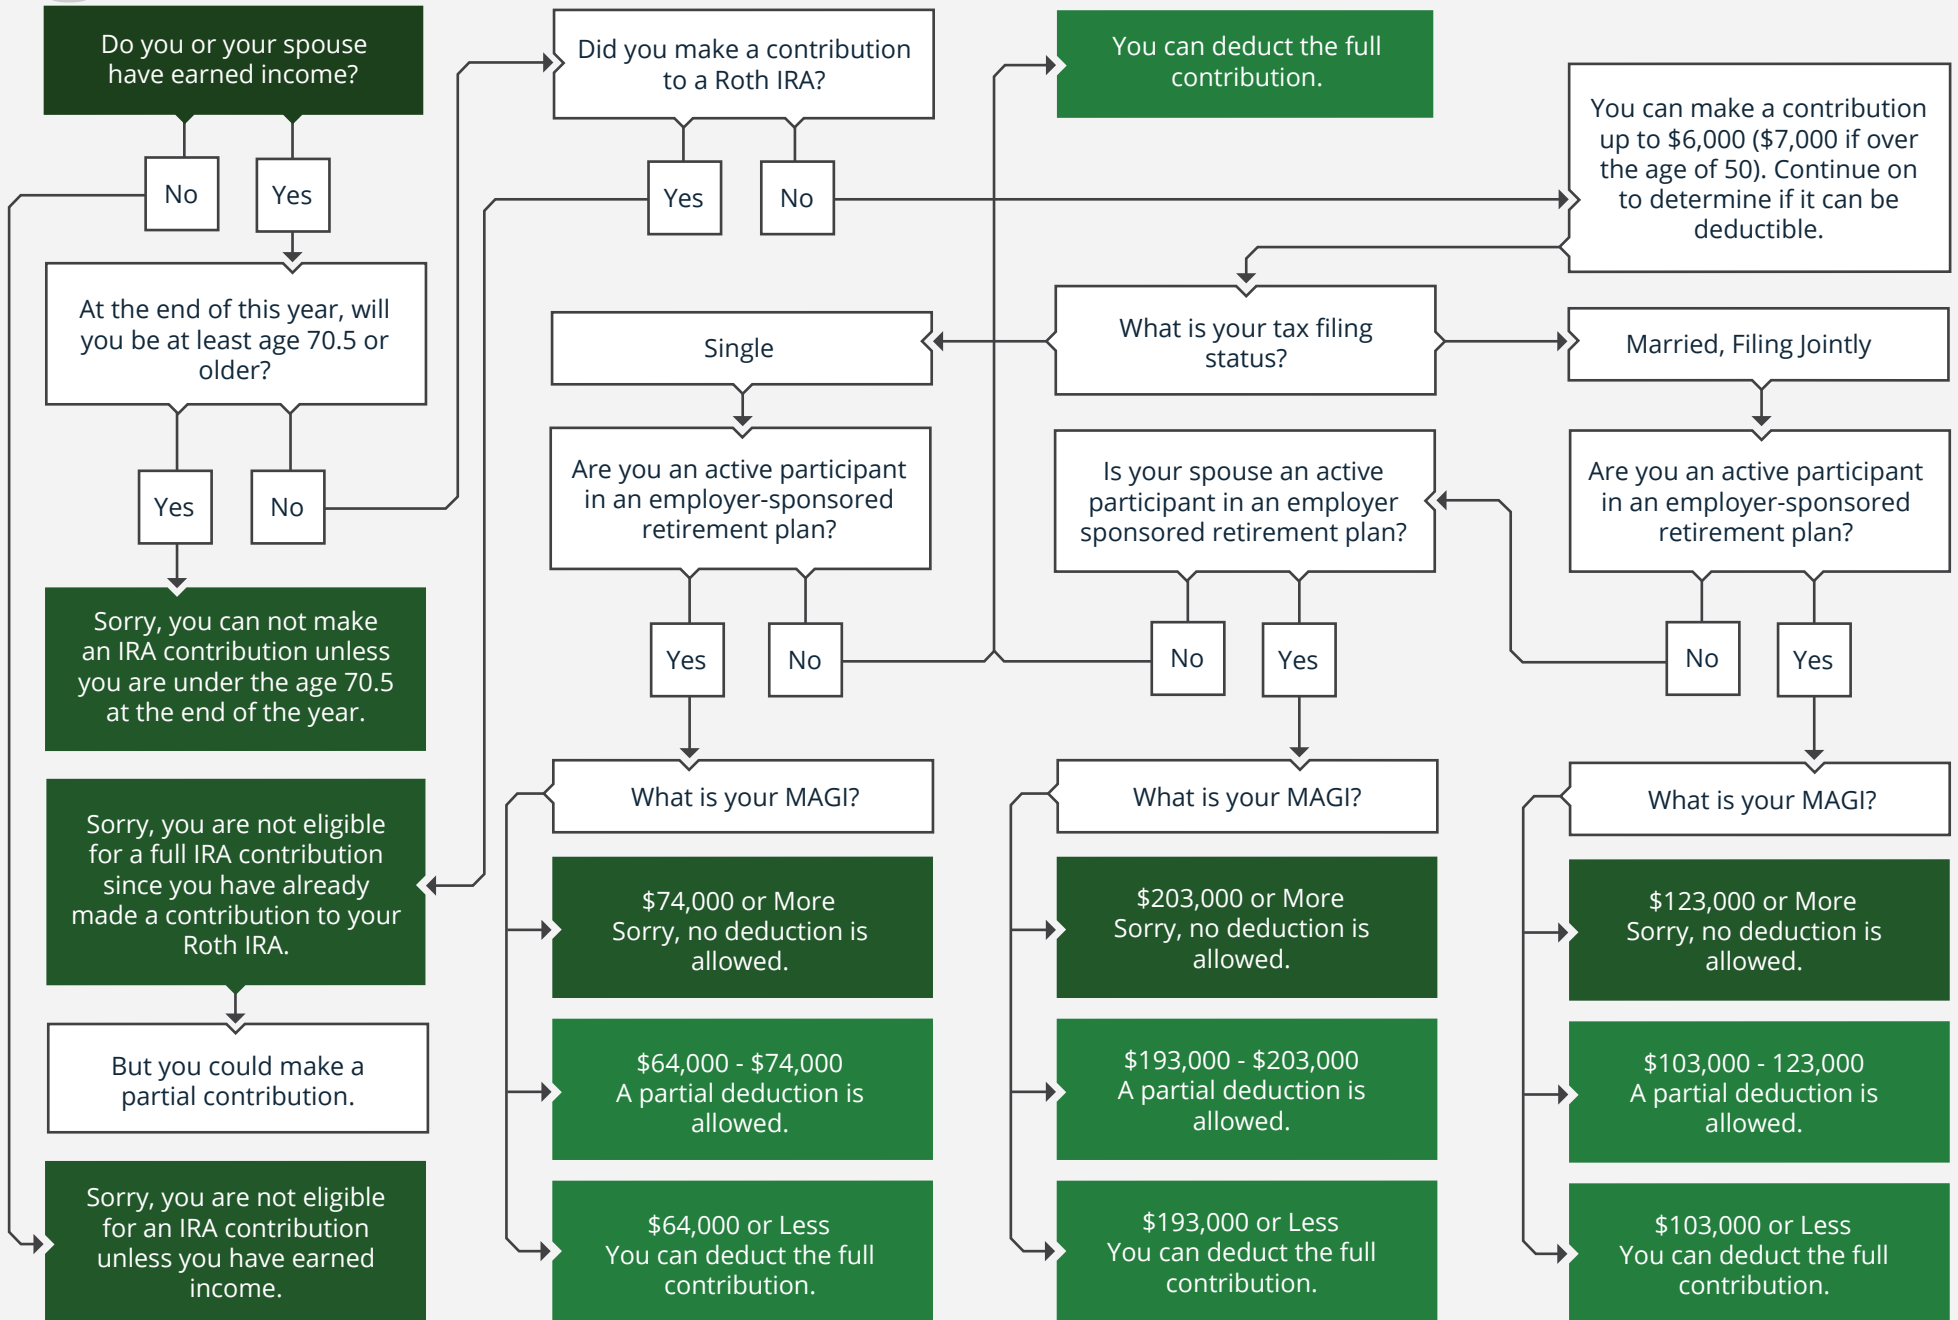 Do you or your spouse
have earned income?
No
Yes
At the end of this year, will
you be at least age 70.5 or
older?
Yes
No
Sorry, you can not make
an IRA contribution unless
you are under the age 70.5
at the end of the year.
Sorry, you are not eligible
for a full IRA contribution
since you have already
made a contribution to your
Roth IRA.
But you could make a
partial contribution.
Sorry, you are not eligible
for an IRA contribution
unless you have earned
income.
Did you make a contribution
to a Roth IRA?
Yes
No
You can deduct the full
contribution.
You can make a contribution
up to $6,000 ($7,000 if over
the age of 50). Continue on
to determine if it can be
deductible.
What is your tax filing
status?
Single
Married, Filing Jointly
Are you an active participant
in an employer-sponsored
retirement plan?
Yes
No
What is your MAGI?
$74,000 or More
Sorry, no deduction is
allowed.
$64,000 - $74,000
A partial deduction is
allowed.
$64,000 or Less
You can deduct the full
contribution.
Is your spouse an active
participant in an employer
sponsored retirement plan?
No
Yes
What is your MAGI?
$203,000 or More
Sorry, no deduction is
allowed.
$193,000 - $203,000
A partial deduction is
allowed.
$193,000 or Less
You can deduct the full
contribution.
Are you an active participant
in an employer-sponsored
retirement plan?
No
Yes
What is your MAGI?
$123,000 or More
Sorry, no deduction is
allowed.
$103,000 - 123,000
A partial deduction is
allowed.
$103,000 or Less
You can deduct the full
contribution.